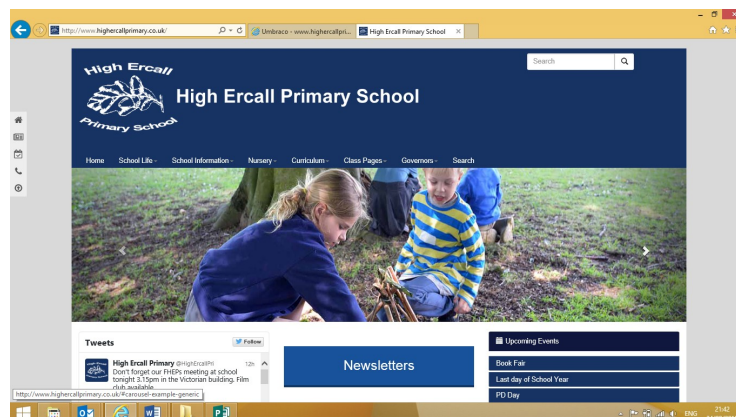 http://www.highercallprimary.co.uk/
Umbraco - www.highercallpri...
High Ercall Primary School
Search
High Ercall
Primary School
High Ercall Primary School
Home School Life School Information Nursery Curriculum Class Pages Governors Search
Tweets
Follow
High Ercall Primary @HighErcallPri 12h
Don't forget our FHEPs meeting at school
tonight 3.15pm in the Victorian building. Film
club available
Newsletters
Upcoming Events
Book Fair
Last day of School Year
PD Day
http://www.highercallprimary.co.uk/#carousel-example-generic
ENG
21:42